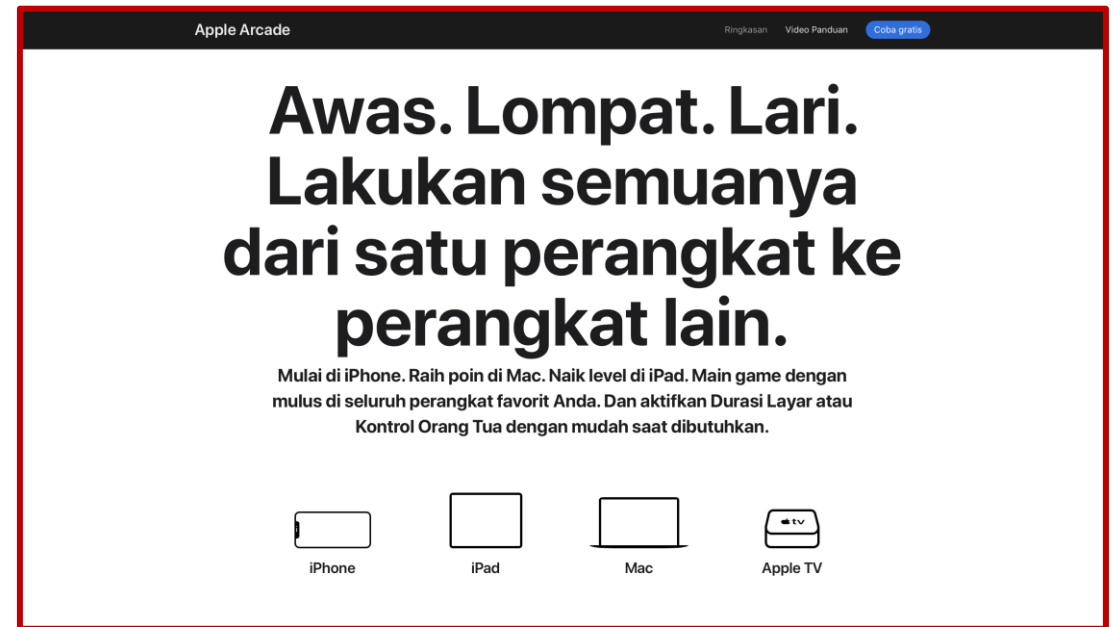 Apple Arcade
Ringkasan Video Panduan Coba gratis
Awas. Lompat. Lari.
Lakukan semuanya
dari satu perangkat ke
perangkat lain.
Mulai di iPhone. Raih poin di Mac. Naik level di iPad. Main game dengan
mulus di seluruh perangkat favorit Anda. Dan aktifkan Durasi Layar atau
Kontrol Orang Tua dengan mudah saat dibutuhkan.
tv
iPhone iPad Mac Apple TV